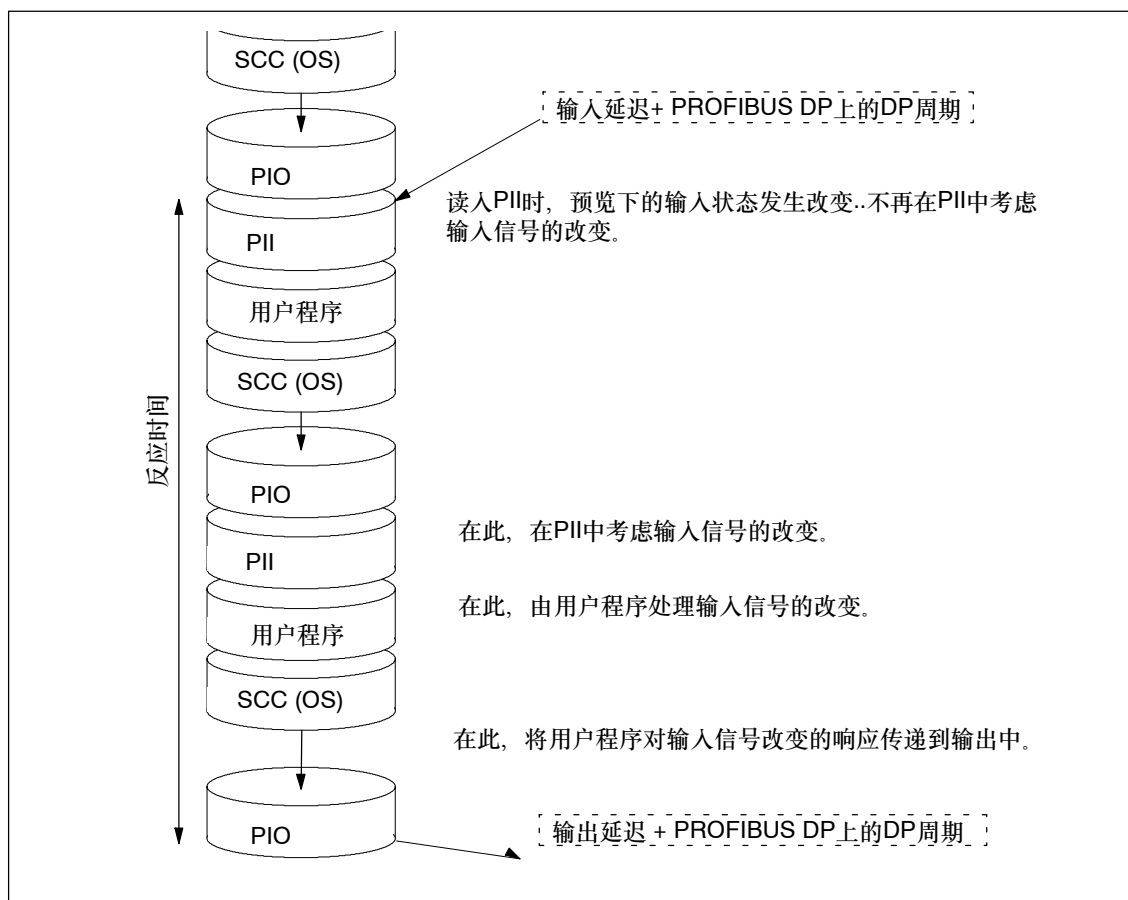 SCC (OS)
输入延迟+ PROFIBUS DP上的DP周期
PIO
读入PII时，预览下的输入状态发生改变..不再在PII中考虑
输入信号的改变。
PII
用户程序
SCC (OS)
反应时间
PIO
在此，在PII中考虑输入信号的改变。
PII
在此，由用户程序处理输入信号的改变。
用户程序
SCC (OS)
在此，将用户程序对输入信号改变的响应传递到输出中。
PIO
输出延迟 + PROFIBUS DP上的DP周期